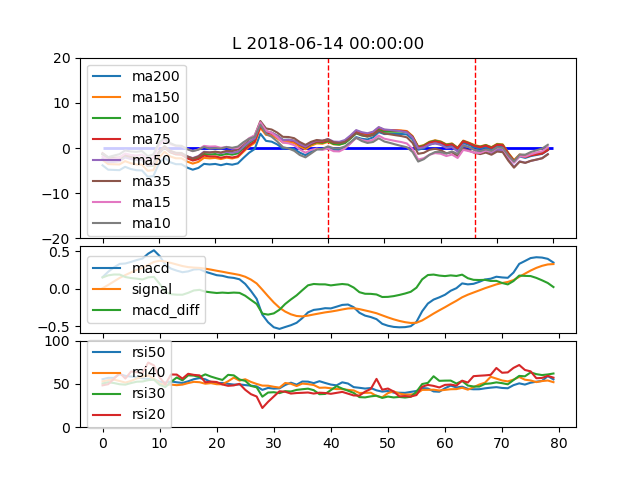 L 2018-06-14 00:00:00
20
10
0
−10
−20
ma200
ma150
ma100
ma75
ma50
ma35
ma15
ma10
0.5
0.0
−0.5
macd
signal
macd_diff
100
50
0
rsi50
rsi40
rsi30
rsi20
0 10 20 30 40 50 60 70 80